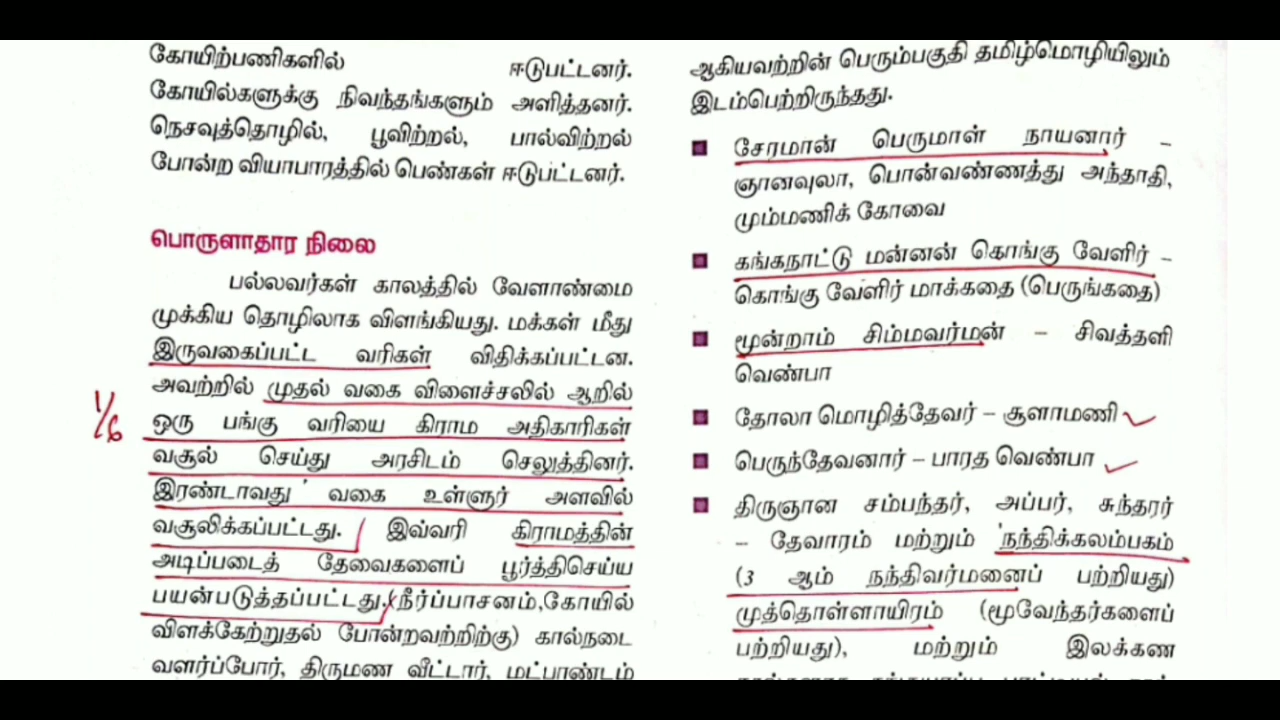 கோயிற்பணிகளில் ஈடுபட்டனர்.
கோயில்களுக்கு நிவந்தங்களும் அளித்தனர்.
நெசவுத்தொழில், பூவிற்றல், பால்விற்றல்
போன்ற வியாபாரத்தில் பெண்கள் ஈடுபட்டனர்.
பொருளாதார நிலை
பல்லவர்கள் காலத்தில் வேளாண்மை
முக்கிய தொழிலாக விளங்கியது. மக்கள் மீது
இருவகைப்பட்ட வரிகள் விதிக்கப்பட்டன.
அவற்றில் முதல் வகை விளைச்சலில் ஆறில்
1/6
ஒரு பங்கு வரியை கிராம அதிகாரிகள்
வசூல் செய்து அரசிடம் செலுத்தினர்.
இரண்டாவது வகை உள்ளுர் அளவில்
வசூலிக்கப்பட்டது. இவ்வரி கிராமத்தின்
அடிப்படைத் தேவைகளைப் பூர்த்திசெய்ய
பயன்படுத்தப்பட்டது.(நீர்ப்பாசனம்,கோயில்
விளக்கேற்றுதல் போன்றவற்றிற்கு) கால்நடை
வளர்ப்போர், திருமண வீட்டார், மட்பாண்டம்
ஆகியவற்றின் பெரும்பகுதி தமிழ்மொழியிலும்
இடம்பெற்றிருந்தது.
சேரமான் பெருமாள் நாயனார் –
ஞானவுலா, பொன்வண்ணத்து அந்தாதி,
மும்மணிக் கோவை
கங்கநாட்டு மன்னன் கொங்கு வேளிர் –
கொங்கு வேளிர் மாக்கதை (பெருங்கதை)
மூன்றாம் சிம்மவர்மன் – சிவத்தளி
வெண்பா
தோலா மொழித்தேவர் – சூளாமணி
பெருந்தேவனார் – பாரத வெண்பா
திருஞான சம்பந்தர், அப்பர், சுந்தரர்
– தேவாரம் மற்றும் நந்திக்கலம்பகம்
(3 ஆம் நந்திவர்மனைப் பற்றியது)
முத்தொள்ளாயிரம் (மூவேந்தர்களைப்
பற்றியது), மற்றும் இலக்கண